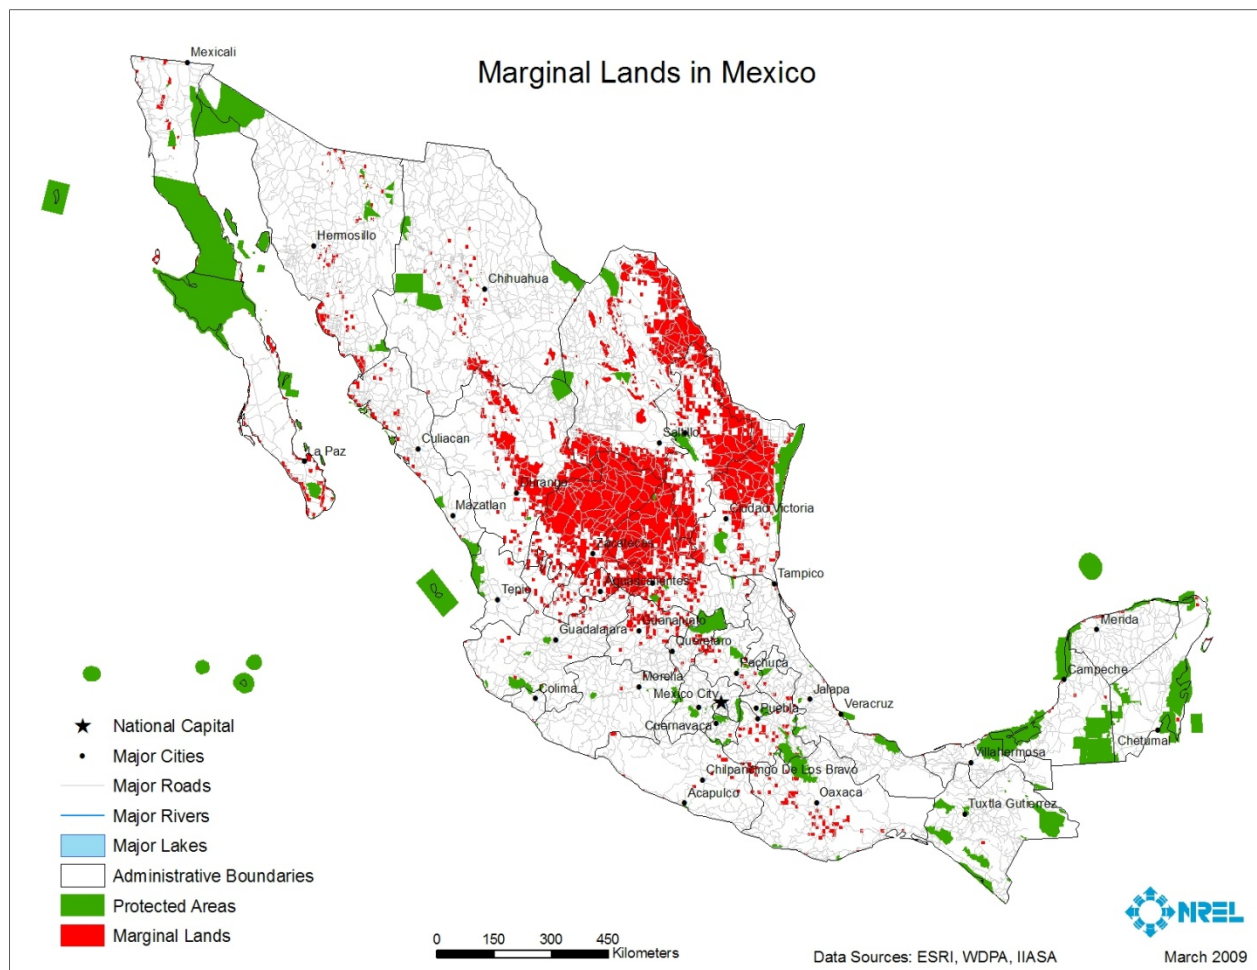 Marginal Lands in Mexico
Mexicali
Hermosillo
Chihuahua
Saltillo
Culiacan
La Paz
Durango
Mazatlan
Ciudad Victoria
Zacatecas
Tampico
Aguascalientes
Tepic
Guanajuato
Guadalajara
Queretaro
Merida
Pachuca
Campeche
Morelia
Colima
Mexico City
Jalapa
Puebla
Veracruz
Cuernavaca
Chetumal
Villahermosa
Chilpancingo De Los Bravo
Acapulco
Oaxaca
Tuxtla Gutierrez
National Capital
Major Cities
Major Roads
Major Rivers
Major Lakes
Administrative Boundaries
Protected Areas
Marginal Lands
0 150 300 450
Kilometers
NREL
Data Sources: ESRI, WDPA, IIASA
March 2009